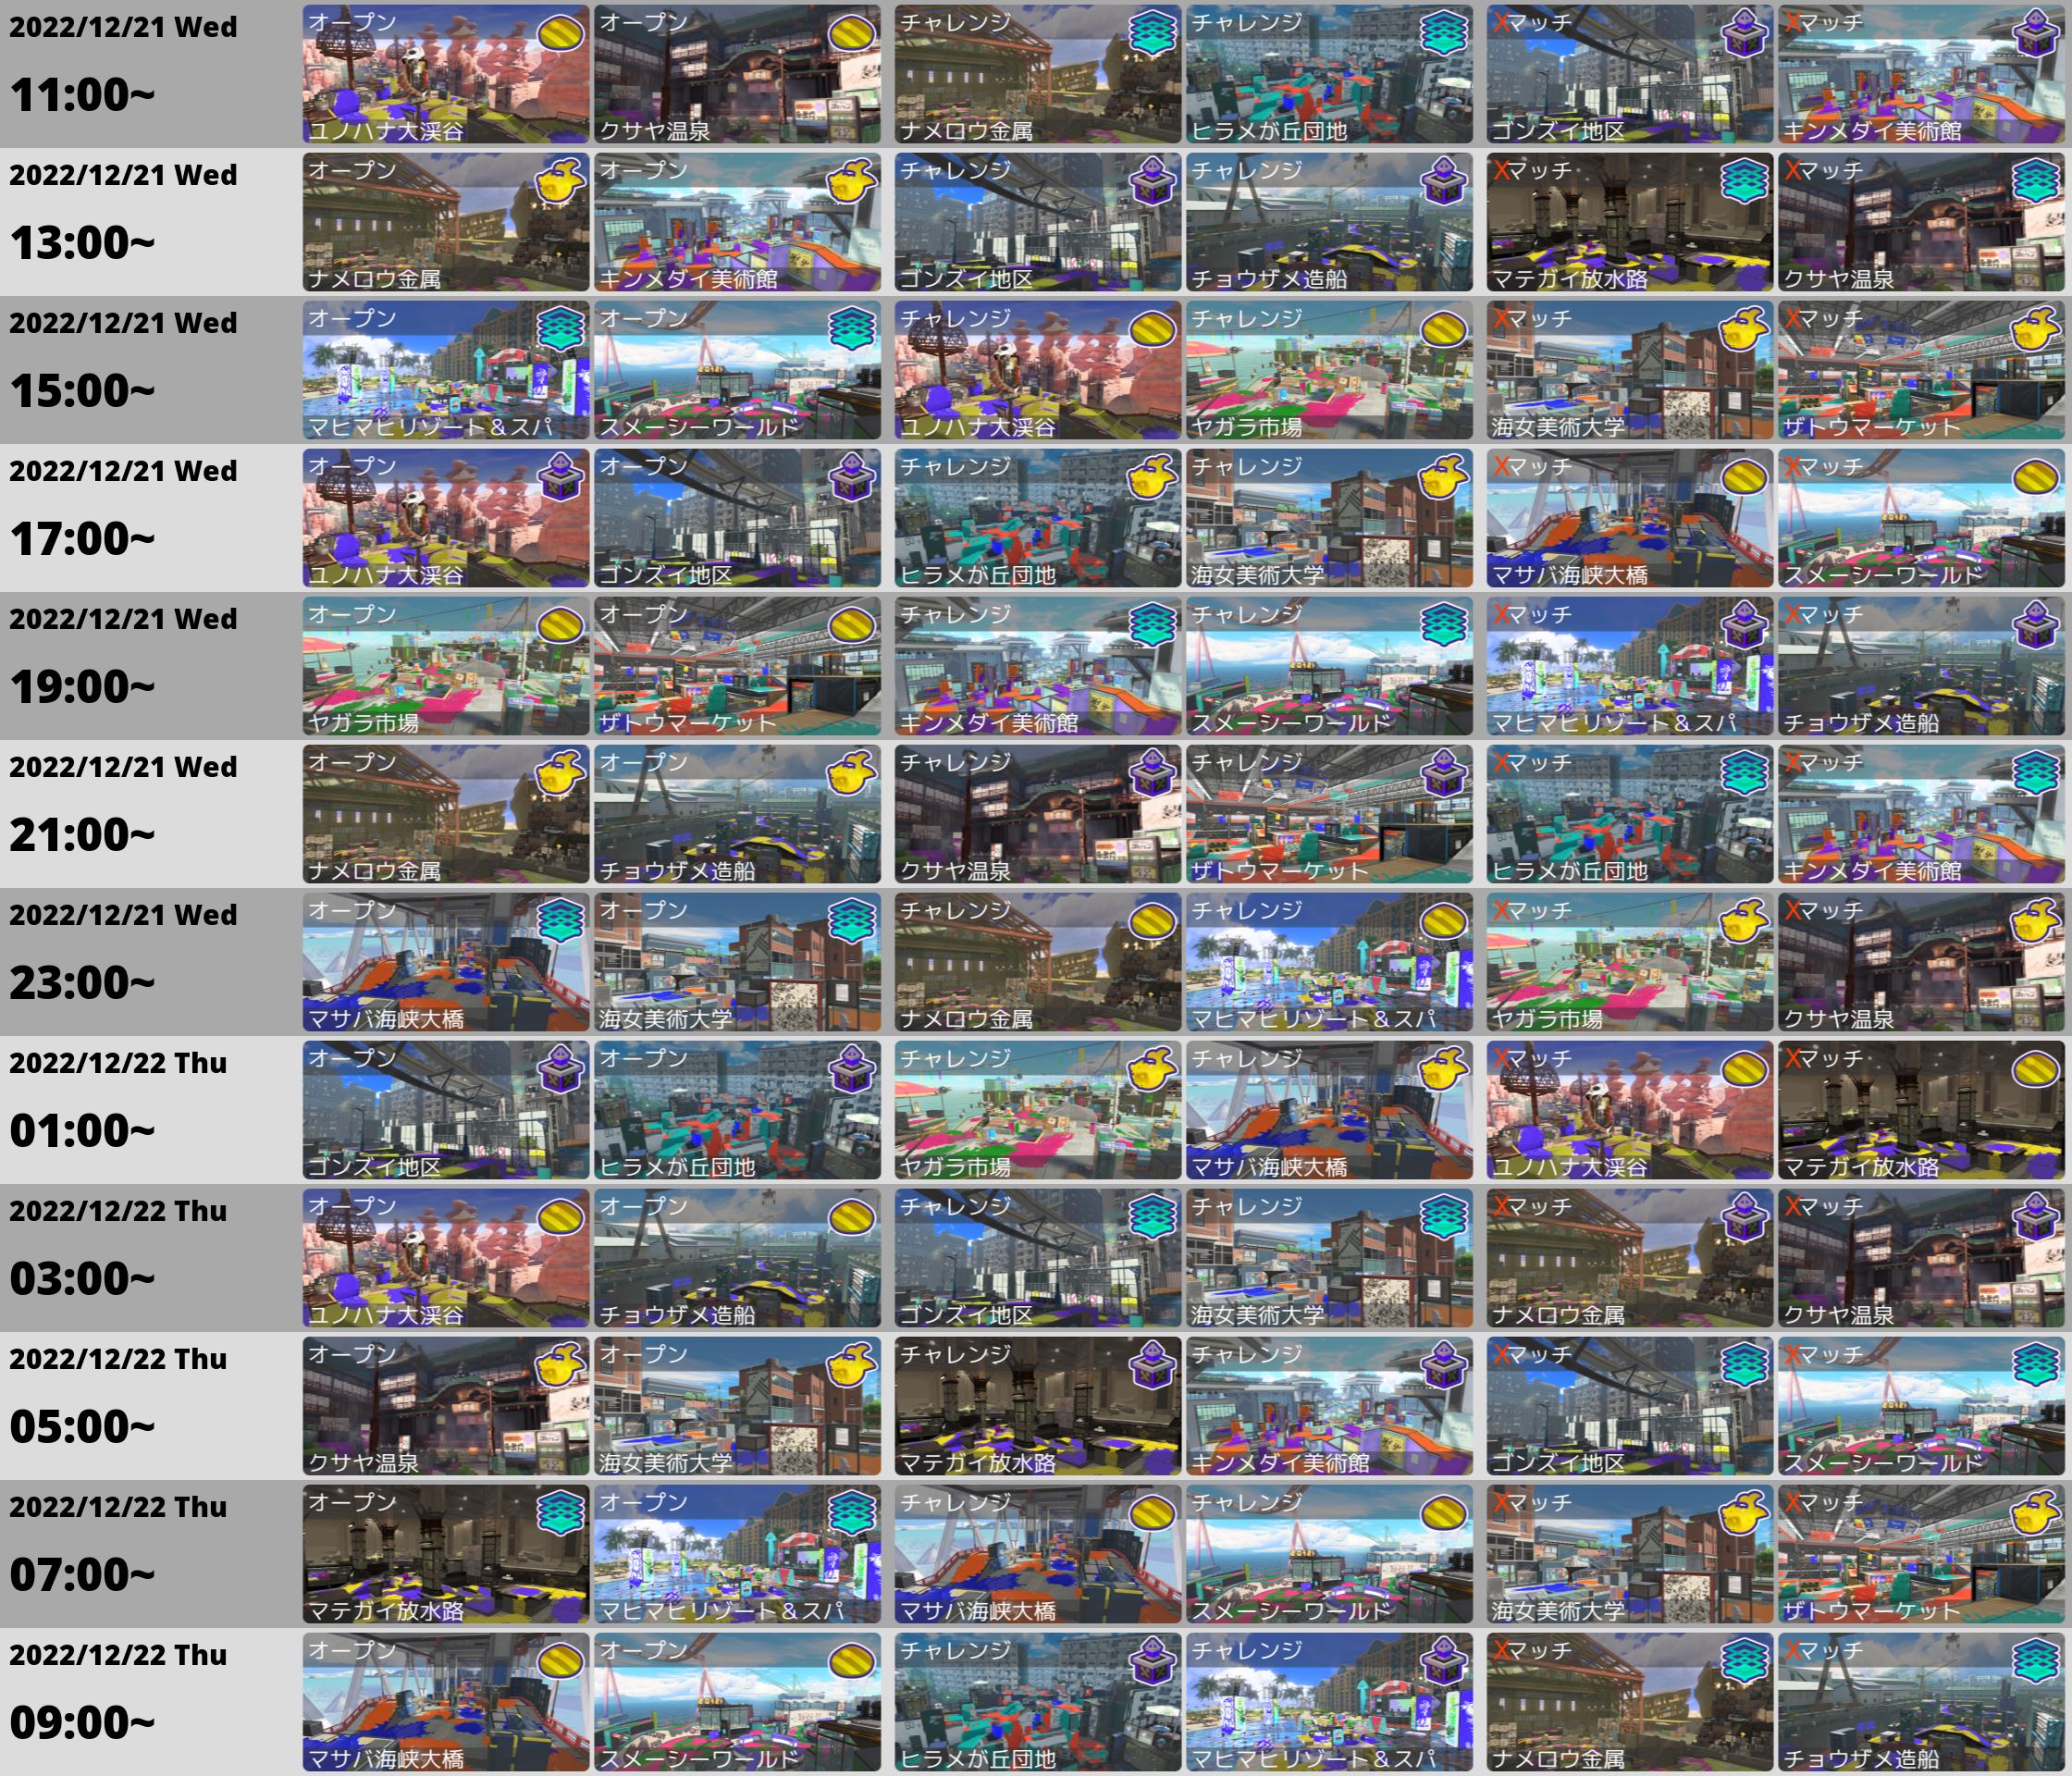 2022/12/21 Wed
11:00~
オープン オープン チャレンジ チャレンジ Xマッチ Xマッチ
ユノハナ大渓谷 クサヤ温泉 ナメロウ金属 ヒラメが丘団地 ゴンズイ地区 キンメダイ美術館
2022/12/21 Wed
13:00~
オープン オープン チャレンジ チャレンジ Xマッチ Xマッチ
ナメロウ金属 キンメダイ美術館 ゴンズイ地区 チョウザメ造船 マテガイ放水路 クサヤ温泉
2022/12/21 Wed
15:00~
オープン オープン チャレンジ チャレンジ Xマッチ Xマッチ
マヒマヒリゾート＆スパ スメーシーワールド ユノハナ大渓谷 ヤガラ市場 海女美術大学 ザトウマーケット
2022/12/21 Wed
17:00~
オープン オープン チャレンジ チャレンジ Xマッチ Xマッチ
ユノハナ大渓谷 ゴンズイ地区 ヒラメが丘団地 海女美術大学 マサバ海峡大橋 スメーシーワールド
2022/12/21 Wed
19:00~
オープン オープン チャレンジ チャレンジ Xマッチ Xマッチ
ヤガラ市場 ザトウマーケット キンメダイ美術館 スメーシーワールド マヒマヒリゾート＆スパ チョウザメ造船
2022/12/21 Wed
21:00~
オープン オープン チャレンジ チャレンジ Xマッチ Xマッチ
ナメロウ金属 チョウザメ造船 クサヤ温泉 ザトウマーケット ヒラメが丘団地 キンメダイ美術館
2022/12/21 Wed
23:00~
オープン オープン チャレンジ チャレンジ Xマッチ Xマッチ
マサバ海峡大橋 海女美術大学 ナメロウ金属 マヒマヒリゾート＆スパ ヤガラ市場 クサヤ温泉
2022/12/22 Thu
01:00~
オープン オープン チャレンジ チャレンジ Xマッチ Xマッチ
ゴンズイ地区 ヒラメが丘団地 ヤガラ市場 マサバ海峡大橋 ユノハナ大渓谷 マテガイ放水路
2022/12/22 Thu
03:00~
オープン オープン チャレンジ チャレンジ Xマッチ Xマッチ
ユノハナ大渓谷 チョウザメ造船 ゴンズイ地区 海女美術大学 ナメロウ金属 クサヤ温泉
2022/12/22 Thu
05:00~
オープン オープン チャレンジ チャレンジ Xマッチ Xマッチ
クサヤ温泉 海女美術大学 マテガイ放水路 キンメダイ美術館 ゴンズイ地区 スメーシーワールド
2022/12/22 Thu
07:00~
オープン オープン チャレンジ チャレンジ Xマッチ Xマッチ
マテガイ放水路 マヒマヒリゾート＆スパ マサバ海峡大橋 スメーシーワールド 海女美術大学 ザトウマーケット
2022/12/22 Thu
09:00~
オープン オープン チャレンジ チャレンジ Xマッチ Xマッチ
マサバ海峡大橋 スメーシーワールド ヒラメが丘団地 マヒマヒリゾート＆スパ ナメロウ金属 チョウザメ造船